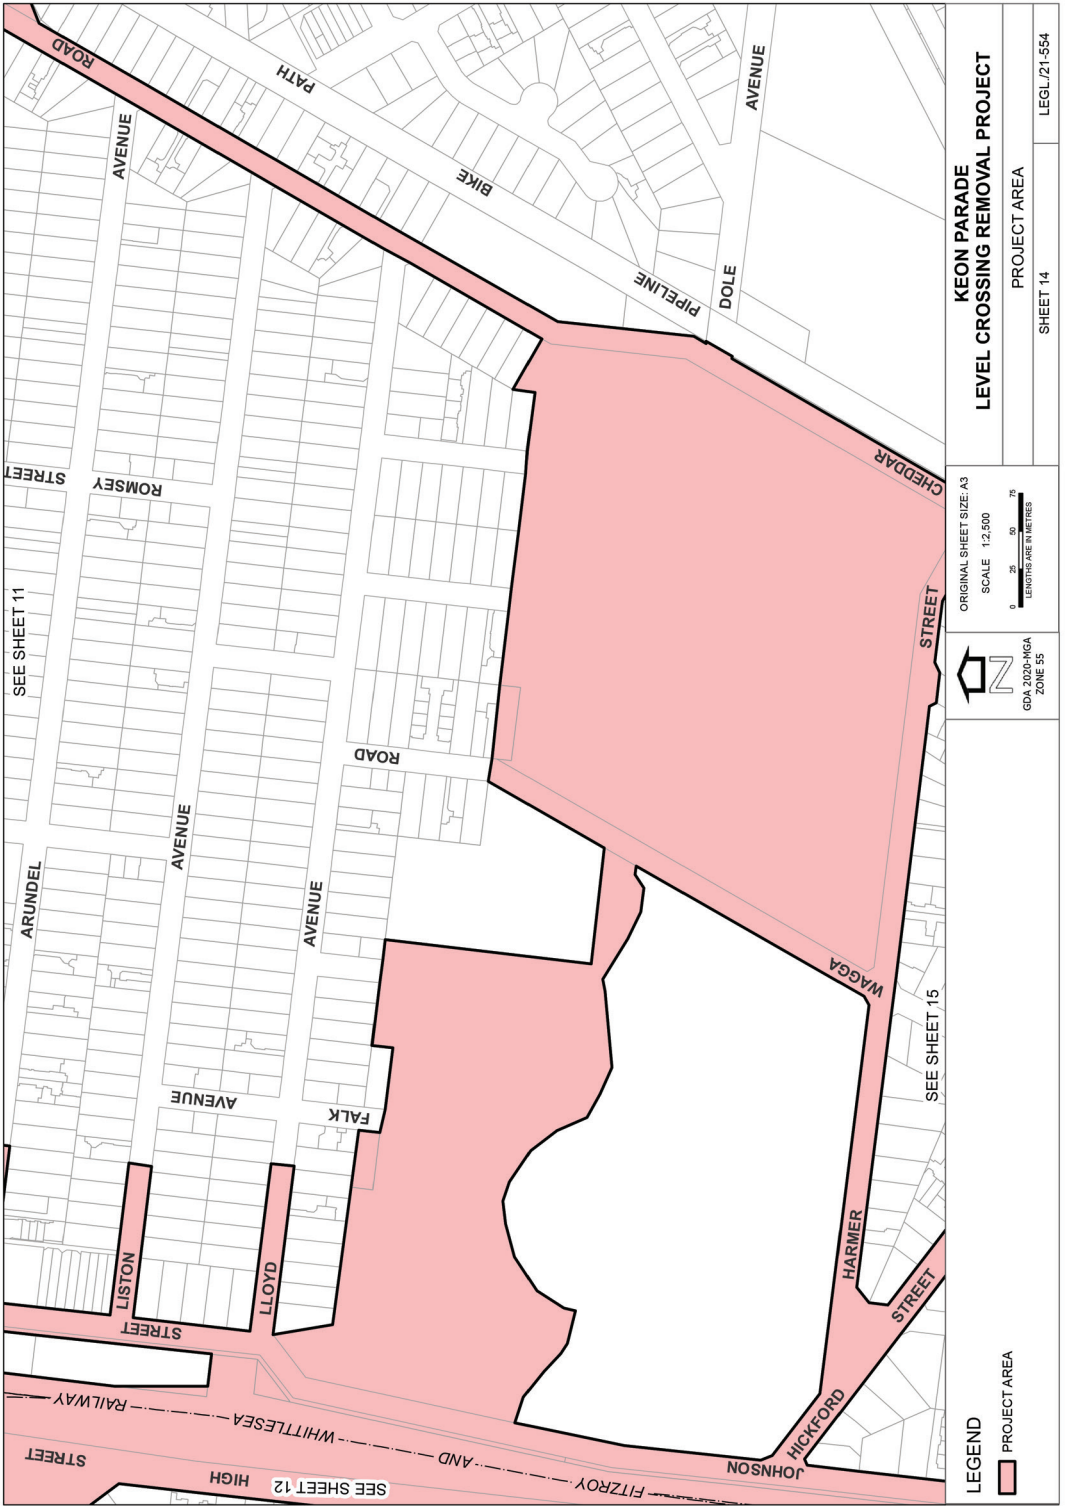 SEE SHEET 11
ROAD
AVENUE
PATH
BIKE
PIPELINE
AVENUE
DOLE
STREET
ROMSEY
ARUNDEL
AVENUE
ROAD
AVENUE
AVENUE
FALK
LISTON
LLOYD
STREET
CHEDDAR
STREET
WAGGA
HARMER
STREET
HICKFORD
JOHNSON
RAILWAY
WHITTLESEA
AND
FITZROY
STREET
HIGH
SEE SHEET 12
SEE SHEET 15
LEGEND
PROJECT AREA
GDA 2020-MGA
ZONE 55
N
ORIGINAL SHEET SIZE: A3
SCALE 1:2,500
0 25 50 75
LENGTHS ARE IN METRES
KEON PARADE
LEVEL CROSSING REMOVAL PROJECT
PROJECT AREA
SHEET 14
LEGL./21-554